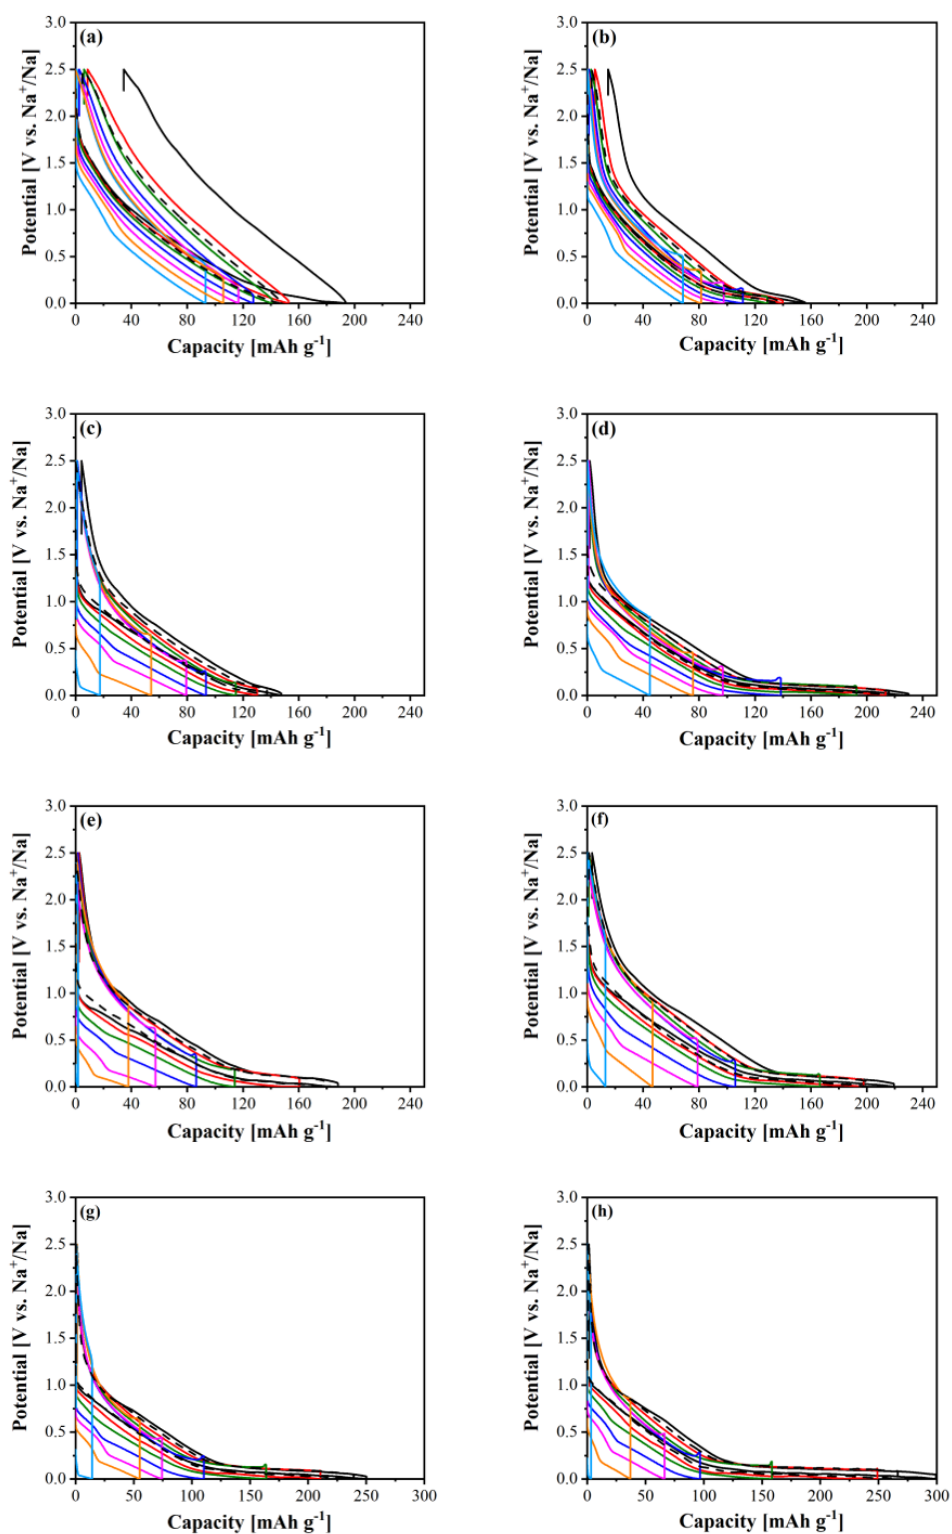 (a)
3.0
2.5
2.0
1.5
1.0
0.5
0.0
Potential [V vs. Na⁺/Na]
0 40 80 120 160 200 240
Capacity [mAh g⁻¹]
(b)
3.0
2.5
2.0
1.5
1.0
0.5
0.0
Potential [V vs. Na⁺/Na]
0 40 80 120 160 200 240
Capacity [mAh g⁻¹]
(c)
3.0
2.5
2.0
1.5
1.0
0.5
0.0
Potential [V vs. Na⁺/Na]
0 40 80 120 160 200 240
Capacity [mAh g⁻¹]
(d)
3.0
2.5
2.0
1.5
1.0
0.5
0.0
Potential [V vs. Na⁺/Na]
0 40 80 120 160 200 240
Capacity [mAh g⁻¹]
(e)
3.0
2.5
2.0
1.5
1.0
0.5
0.0
Potential [V vs. Na⁺/Na]
0 40 80 120 160 200 240
Capacity [mAh g⁻¹]
(f)
3.0
2.5
2.0
1.5
1.0
0.5
0.0
Potential [V vs. Na⁺/Na]
0 40 80 120 160 200 240
Capacity [mAh g⁻¹]
(g)
3.0
2.5
2.0
1.5
1.0
0.5
0.0
Potential [V vs. Na⁺/Na]
0 50 100 150 200 250 300
Capacity [mAh g⁻¹]
(h)
3.0
2.5
2.0
1.5
1.0
0.5
0.0
Potential [V vs. Na⁺/Na]
0 50 100 150 200 250 300
Capacity [mAh g⁻¹]